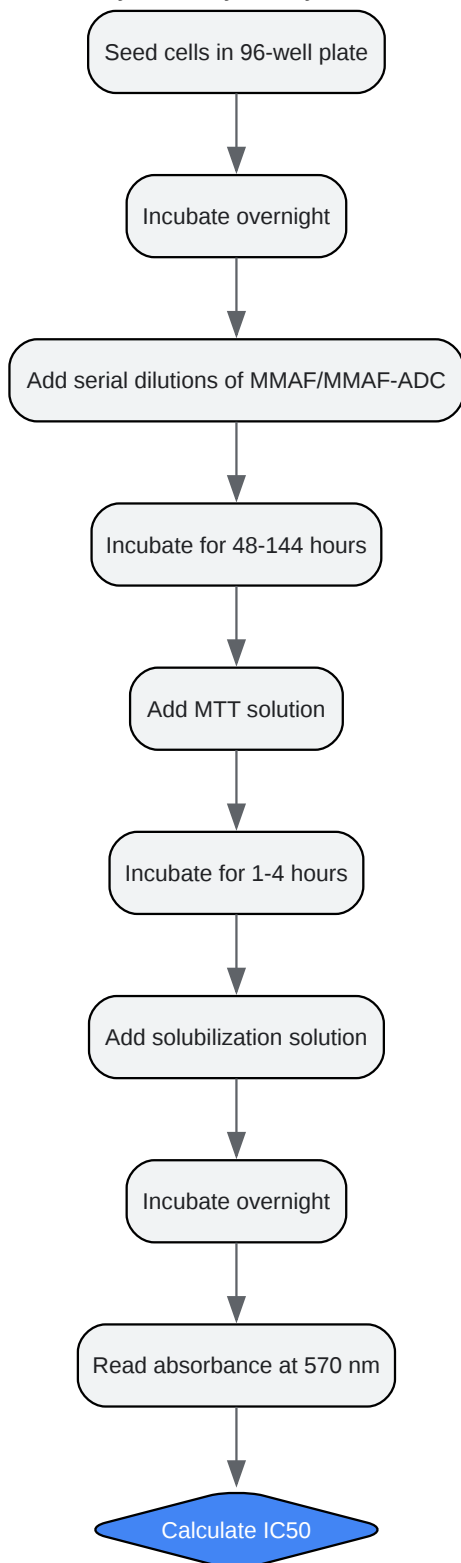 Seed cells in 96-well plate
Incubate overnight
Add serial dilutions of MMAF/MMAF-ADC
Incubate for 48-144 hours
Add MTT solution
Incubate for 1-4 hours
Add solubilization solution
Incubate overnight
Read absorbance at 570 nm
Calculate IC50